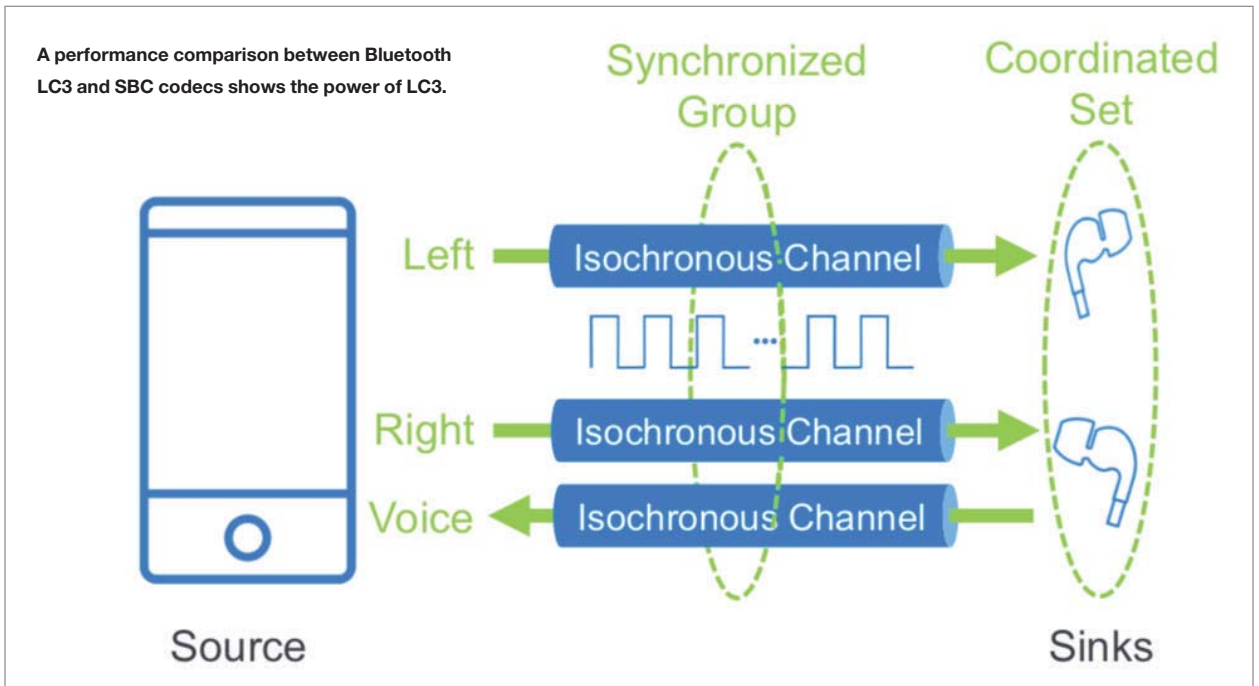 A performance comparison between Bluetooth
LC3 and SBC codecs shows the power of LC3.
Synchronized
Group
Coordinated
Set
Left
Isochronous Channel
...
Right
Isochronous Channel
Voice
Isochronous Channel
Source
Sinks